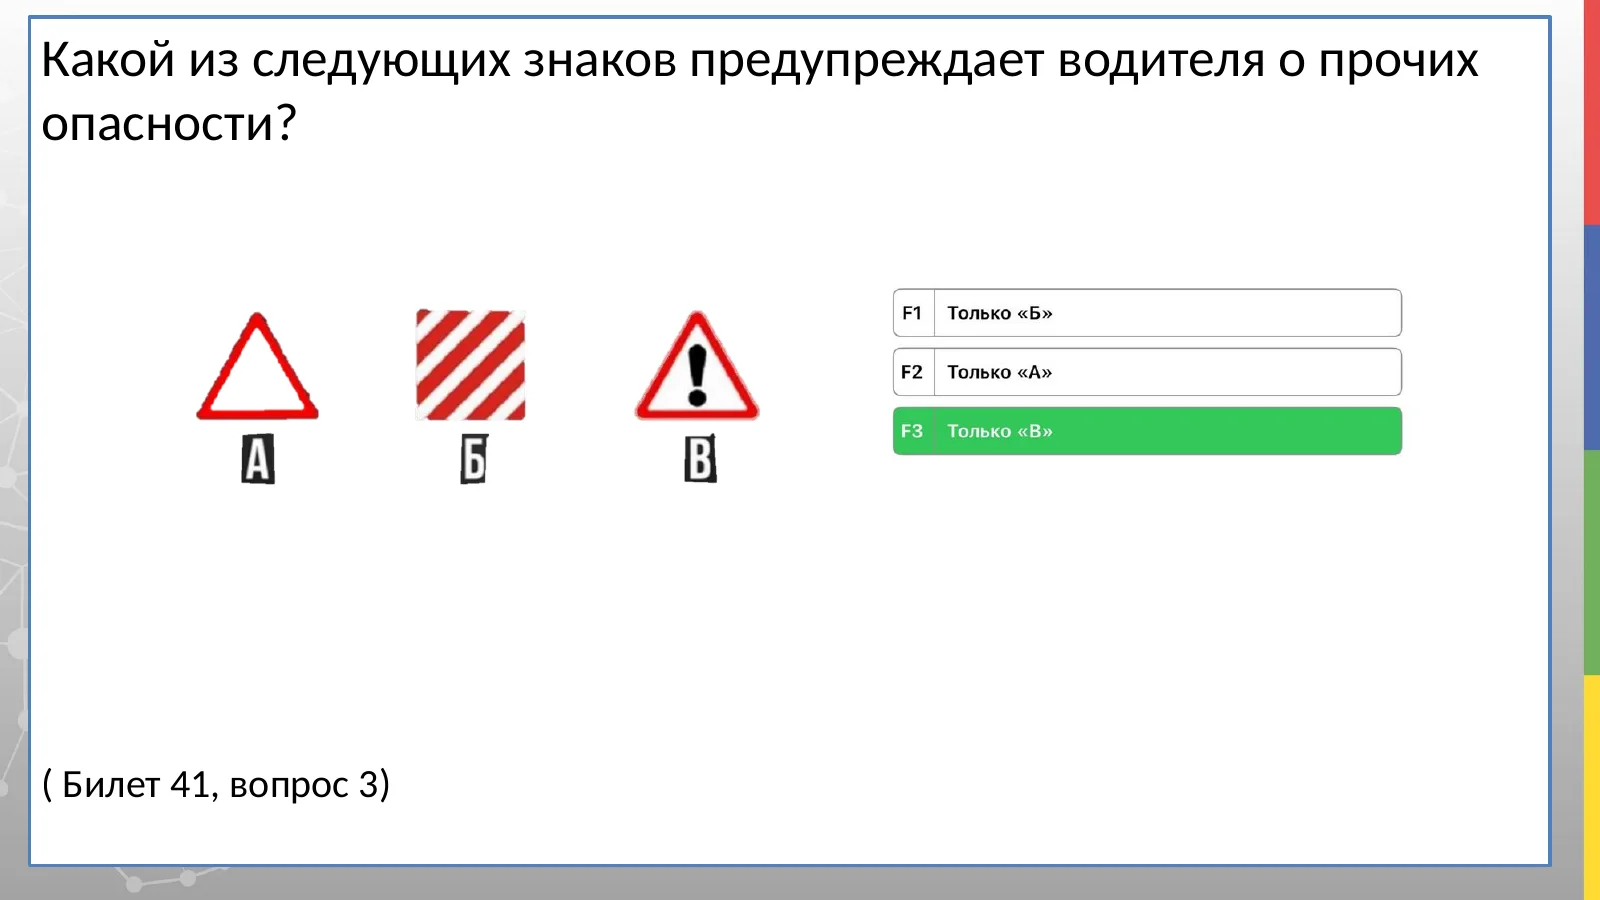 Какой из следующих знаков предупреждает водителя о прочих
опасности?
А Б В
F1 Только «Б»
F2 Только «А»
F3 Только «В»
( Билет 41, вопрос 3)